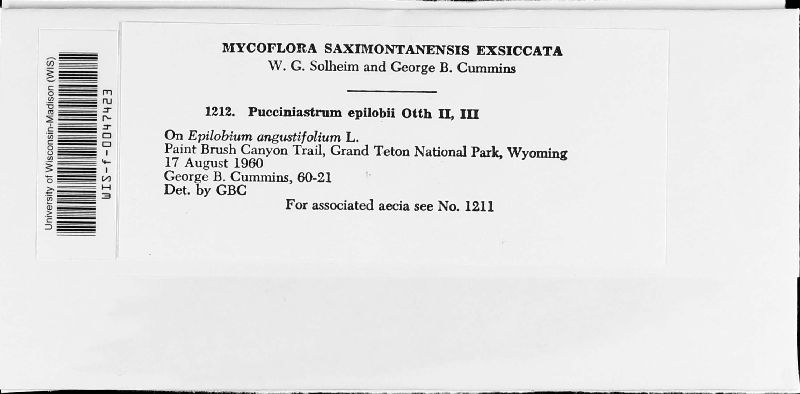 MYCOFLORA SAXIMONTANENSIS EXSICCATA
W. G. Solheim and George B. Cummins
1212. Pucciniastrum epilobii Otth II, III
On Epilobium angustifolium L.
Paint Brush Canyon Trail, Grand Teton National Park, Wyoming
17 August 1960
George B. Cummins, 60-21
Det. by GBC
For associated aecia see No. 1211
University of Wisconsin-Madison (WIS)
WIS-f-0047423